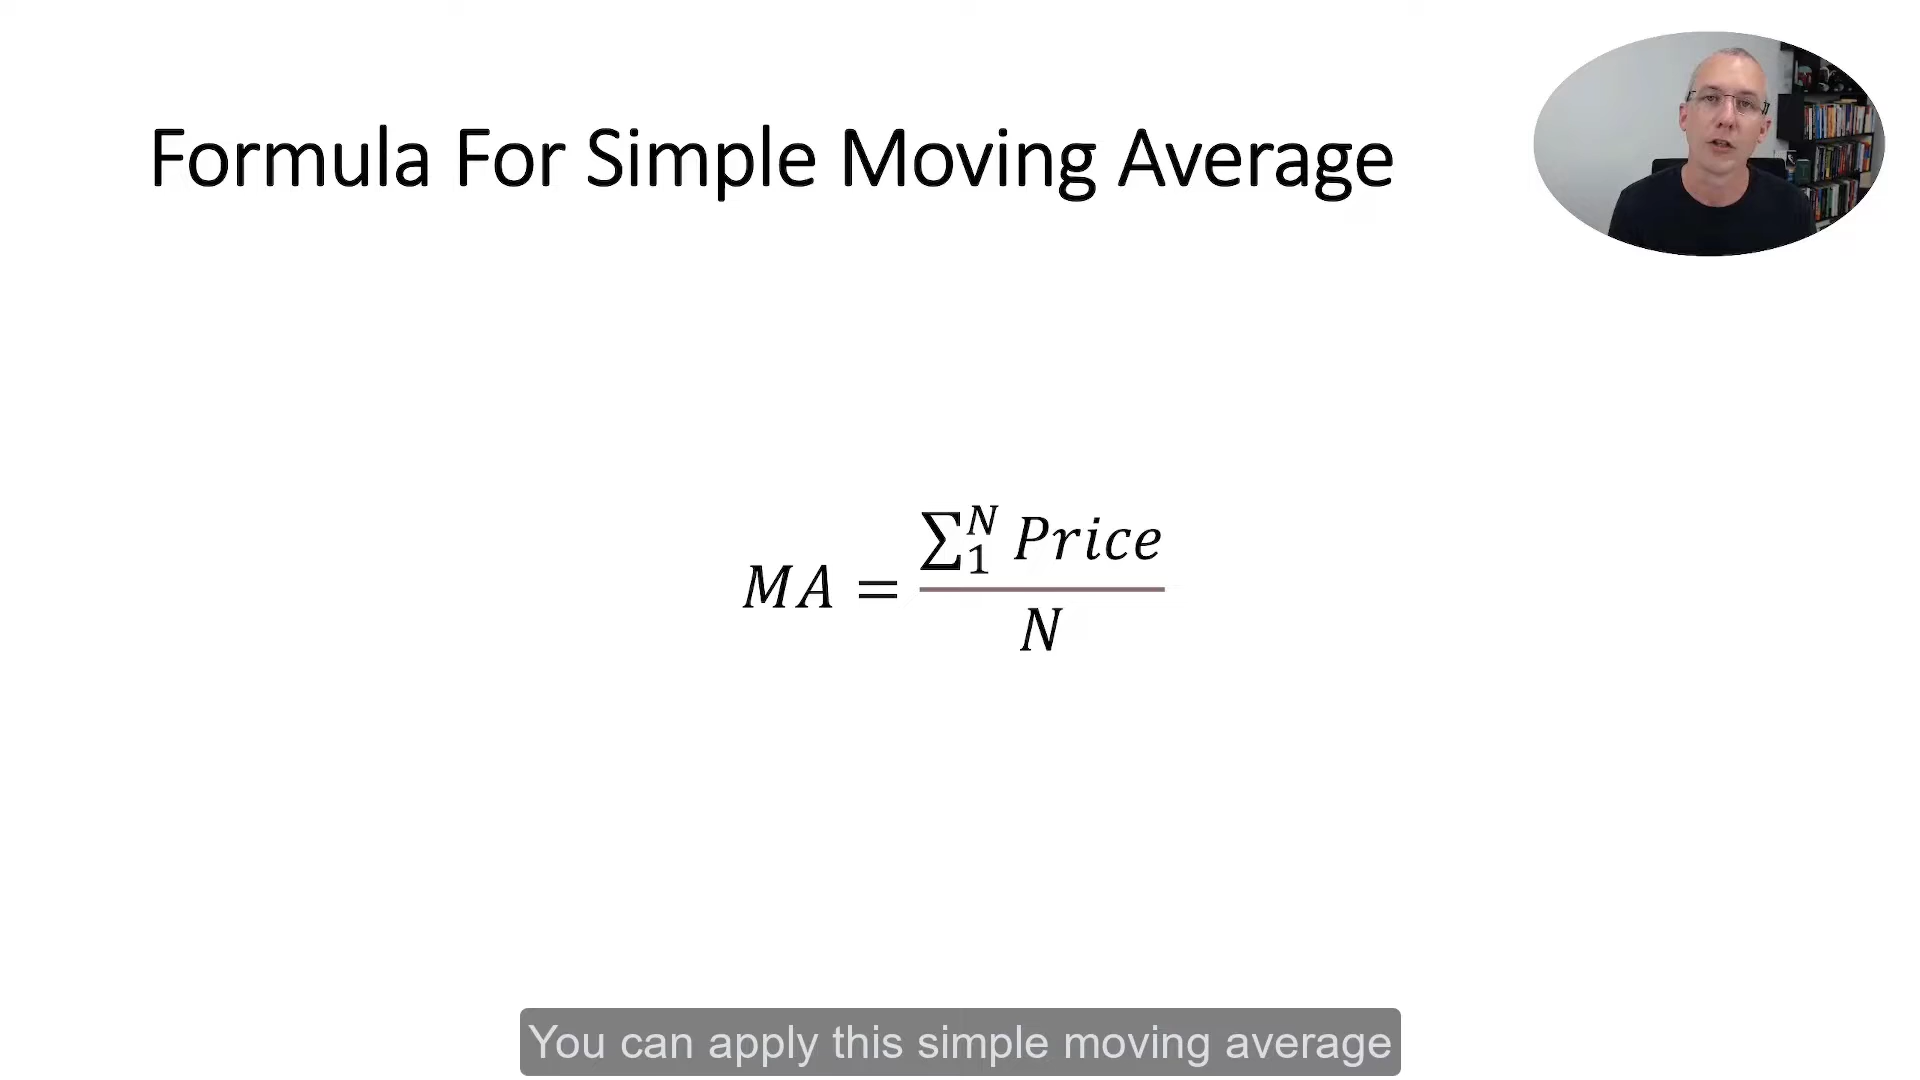 Formula For Simple Moving Average
MA = ∑₁ᴺ Price / N
You can apply this simple moving average